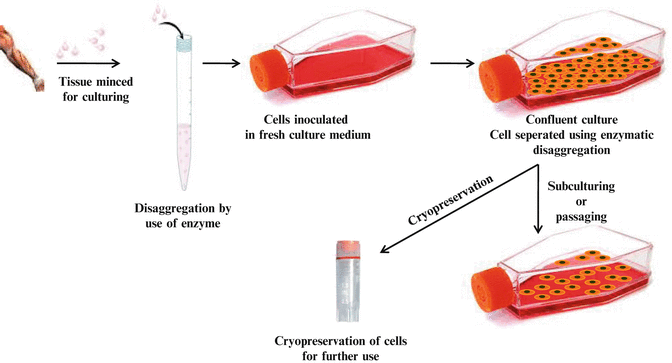 Tissue minced
for culturing
Disaggregation by
use of enzyme
Cells inoculated
in fresh culture medium
Confluent culture
Cell seperated using enzymatic
disaggregation
Cryopreservation
Subculturing
or
passaging
Cryopreservation of cells
for further use